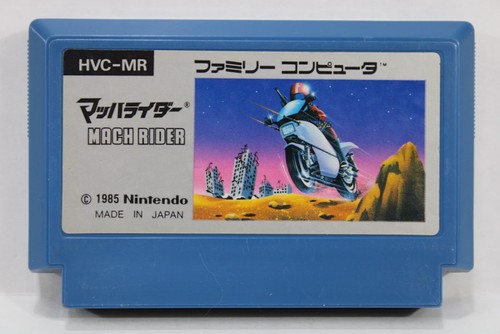 HVC-MR
ファミリー コンピュータ™
マッハライダー®
MACH RIDER
© 1985 Nintendo
MADE IN JAPAN